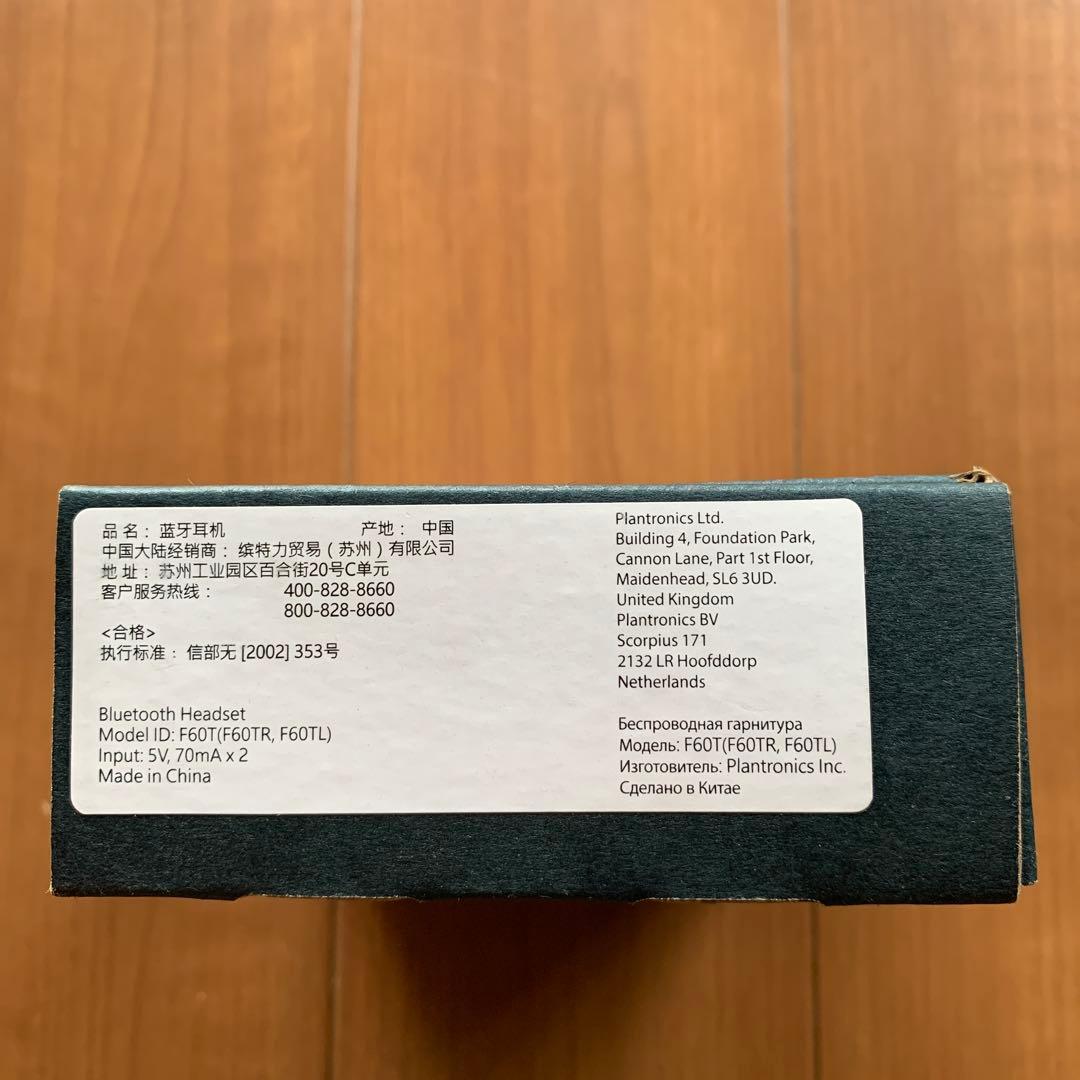 品 名： 蓝牙耳机 产地： 中国
中国大陆经销商： 缤特力贸易（苏州）有限公司
地 址： 苏州工业园区百合街20号C单元
客户服务热线： 400-828-8660
800-828-8660
<合格>
执行标准： 信部无 [2002] 353号
Bluetooth Headset
Model ID: F60T(F60TR, F60TL)
Input: 5V, 70mA x 2
Made in China
Plantronics Ltd.
Building 4, Foundation Park,
Cannon Lane, Part 1st Floor,
Maidenhead, SL6 3UD.
United Kingdom
Plantronics BV
Scorpius 171
2132 LR Hoofddorp
Netherlands
Беспроводная гарнитура
Модель: F60T(F60TR, F60TL)
Изготовитель: Plantronics Inc.
Сделано в Китае